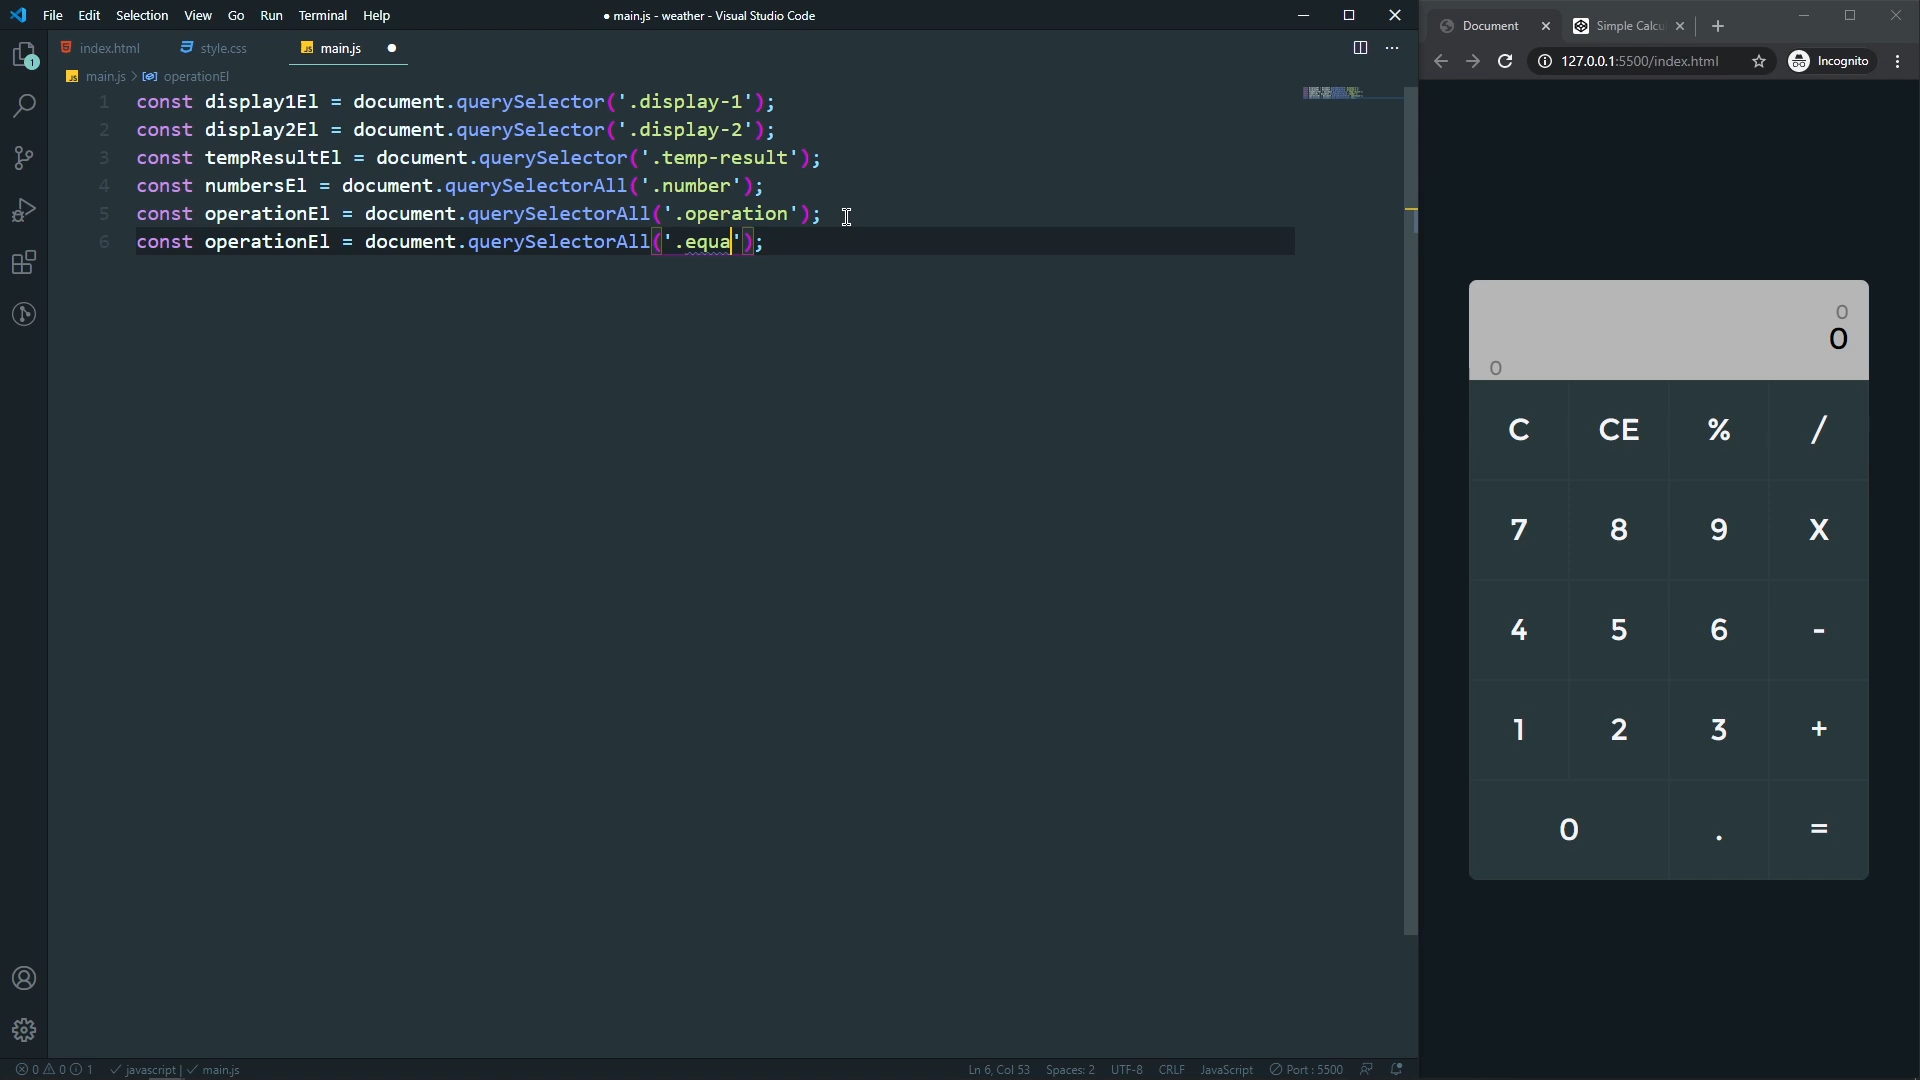 File Edit Selection View Go Run Terminal Help
● main.js - weather - Visual Studio Code
index.html style.css JS main.js ●
JS main.js > operationEl
1 const display1El = document.querySelector('.display-1');
2 const display2El = document.querySelector('.display-2');
3 const tempResultEl = document.querySelector('.temp-result');
4 const numbersEl = document.querySelectorAll('.number');
5 const operationEl = document.querySelectorAll('.operation');
6 const operationEl = document.querySelectorAll('.equa');
1
0 0 1 javascript | main.js
Ln 6, Col 53 Spaces: 2 UTF-8 CRLF JavaScript Port : 5500
Document Simple Calcu
127.0.0.1:5500/index.html Incognito
0
0
0
C CE % /
7 8 9 X
4 5 6 -
1 2 3 +
0 . =